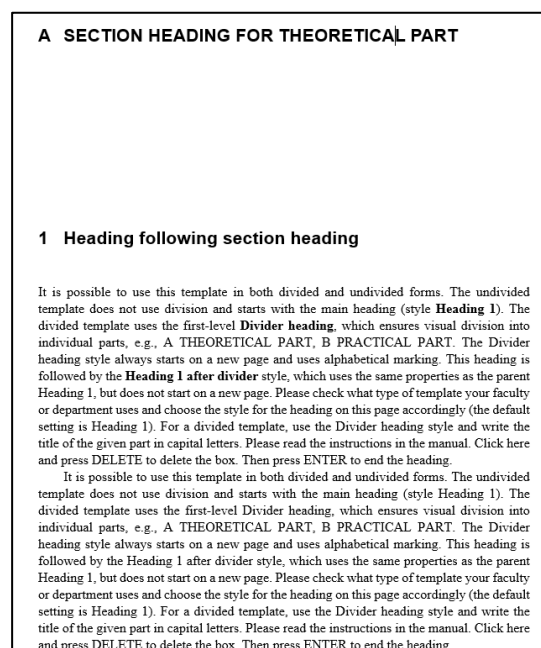 A SECTION HEADING FOR THEORETICAL PART
1 Heading following section heading
It is possible to use this template in both divided and undivided forms. The undivided
template does not use division and starts with the main heading (style Heading 1). The
divided template uses the first-level Divider heading, which ensures visual division into
individual parts, e.g., A THEORETICAL PART, B PRACTICAL PART. The Divider
heading style always starts on a new page and uses alphabetical marking. This heading is
followed by the Heading 1 after divider style, which uses the same properties as the parent
Heading 1, but does not start on a new page. Please check what type of template your faculty
or department uses and choose the style for the heading on this page accordingly (the default
setting is Heading 1). For a divided template, use the Divider heading style and write the
title of the given part in capital letters. Please read the instructions in the manual. Click here
and press DELETE to delete the box. Then press ENTER to end the heading.
It is possible to use this template in both divided and undivided forms. The undivided
template does not use division and starts with the main heading (style Heading 1). The
divided template uses the first-level Divider heading, which ensures visual division into
individual parts, e.g., A THEORETICAL PART, B PRACTICAL PART. The Divider
heading style always starts on a new page and uses alphabetical marking. This heading is
followed by the Heading 1 after divider style, which uses the same properties as the parent
Heading 1, but does not start on a new page. Please check what type of template your faculty
or department uses and choose the style for the heading on this page accordingly (the default
setting is Heading 1). For a divided template, use the Divider heading style and write the
title of the given part in capital letters. Please read the instructions in the manual. Click here
and press DELETE to delete the box. Then press ENTER to end the heading